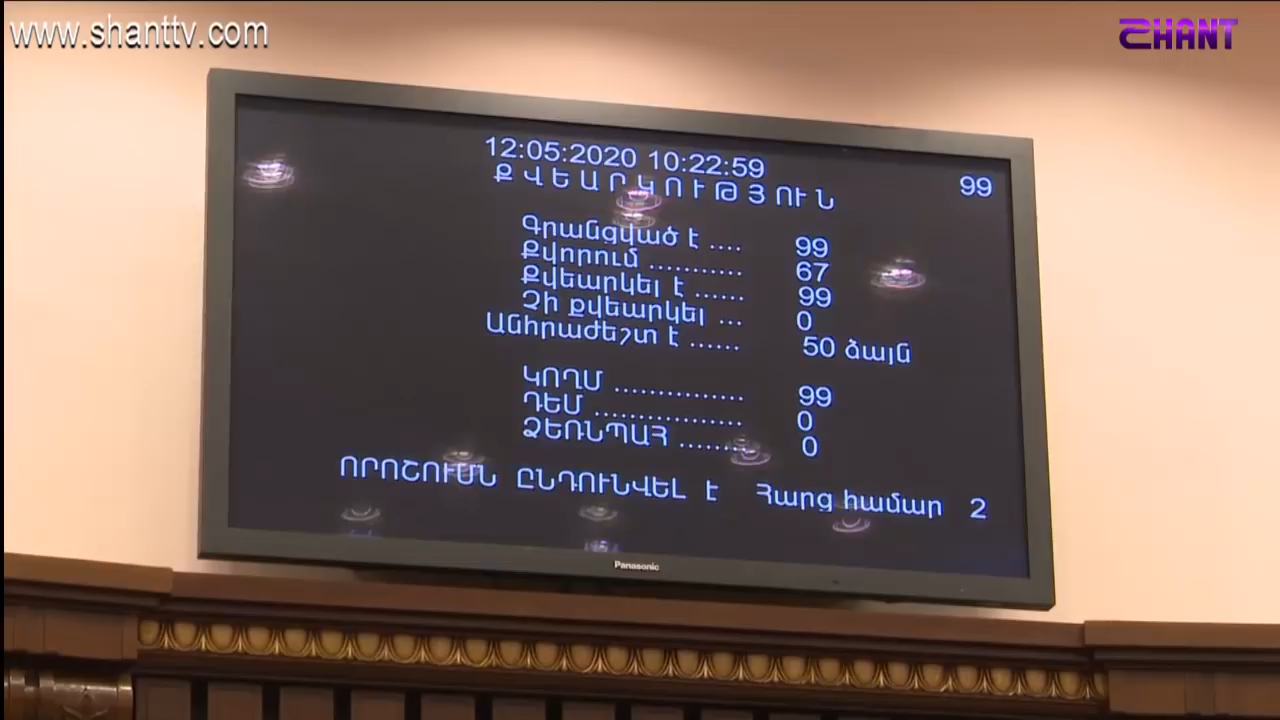 www.shanttv.com
SHANT
12:05:2020 10:22:59
99
ՔՎԵԱՐԿՈՒԹՅՈՒՆ
Գրանցված է .... 99
Քվորում ........... 67
Քվեարկել է ...... 99
Չի քվեարկել ... 0
Անհրաժեշտ է ...... 50 ձայն
ԿՈՂՄ ............... 99
ԴԵՄ ................. 0
ՁԵՌՆՊԱՀ ........ 0
ՈՐՈՇՈՒՄՆ ԸՆԴՈՒՆՎԵԼ է Հարց համար 2
Panasonic